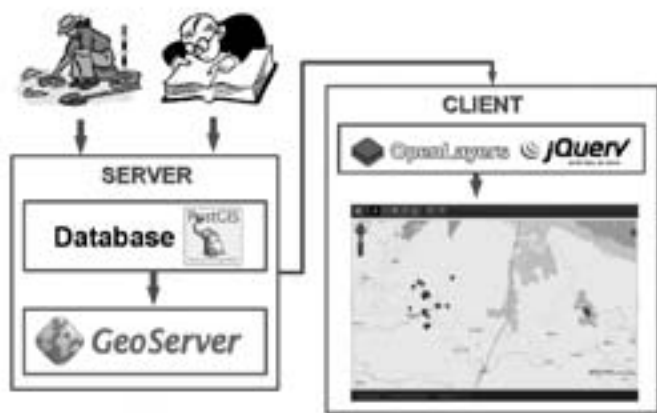 SERVER
Database
PostGIS
GeoServer
CLIENT
OpenLayers
jQuery